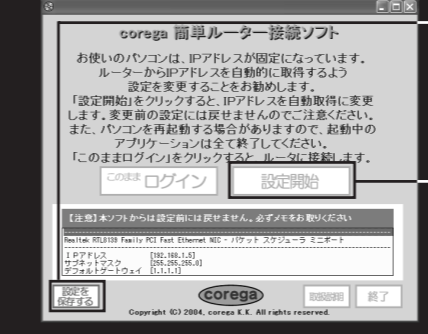 corega 簡単ルーター接続ソフト
お使いのパソコンは、IPアドレスが固定になっています。
ルーターからIPアドレスを自動的に取得するよう
設定を変更することをお勧めします。
「設定開始」をクリックすると、IPアドレスを自動取得に変更
します。変更前の設定には戻せませんのでご注意ください。
また、パソコンを再起動する場合がありますので、起動中の
アプリケーションは全て終了してください。
「このままログイン」をクリックすると、ルータに接続します。
このまま ログイン
設定開始
【注意】本ソフトからは設定前には戻せません。必ずメモをお取りください
Realtek RTL8139 Family PCI Fast Ethernet NIC - パケット スケジューラ ミニポート
IPアドレス [192.168.1.5]
サブネットマスク [255.255.255.0]
デフォルトゲートウェイ [1.1.1.1]
設定を
保存する
corega
終了
Copyright (C) 2004, corega K.K. All rights reserved.